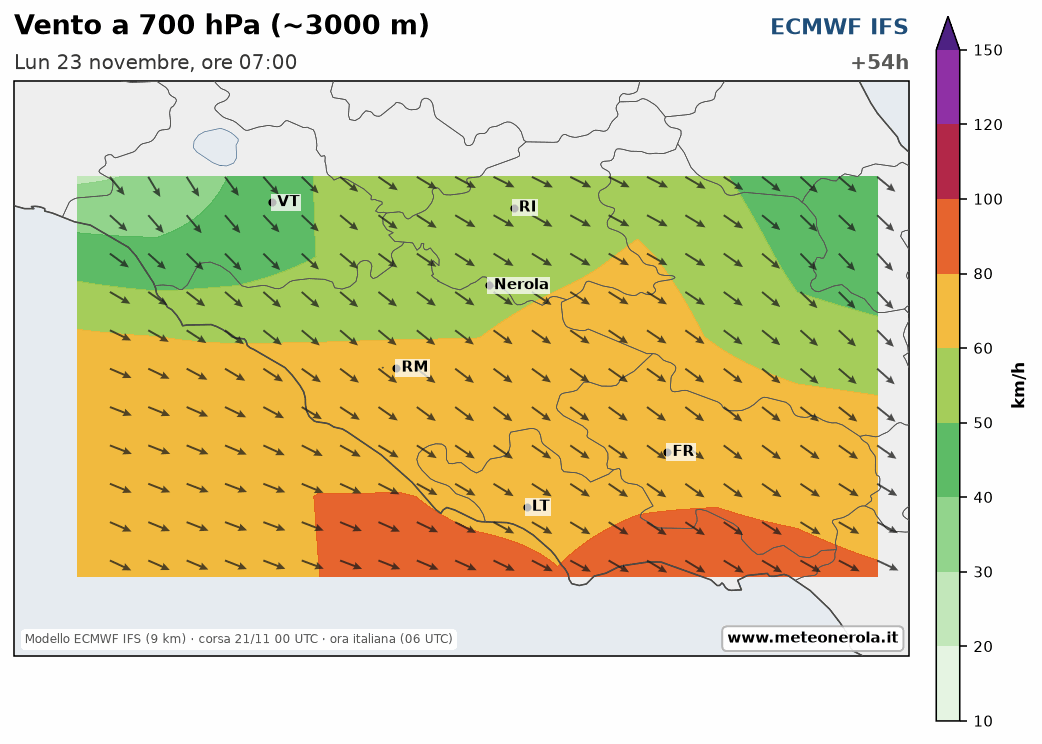 Vento a 700 hPa (~3000 m)
ECMWF IFS
Lun 23 novembre, ore 07:00
+54h
VT
RI
Nerola
RM
FR
LT
Modello ECMWF IFS (9 km) · corsa 21/11 00 UTC · ora italiana (06 UTC)
www.meteonerola.it
150
120
100
80
60
50
40
30
20
10
km/h